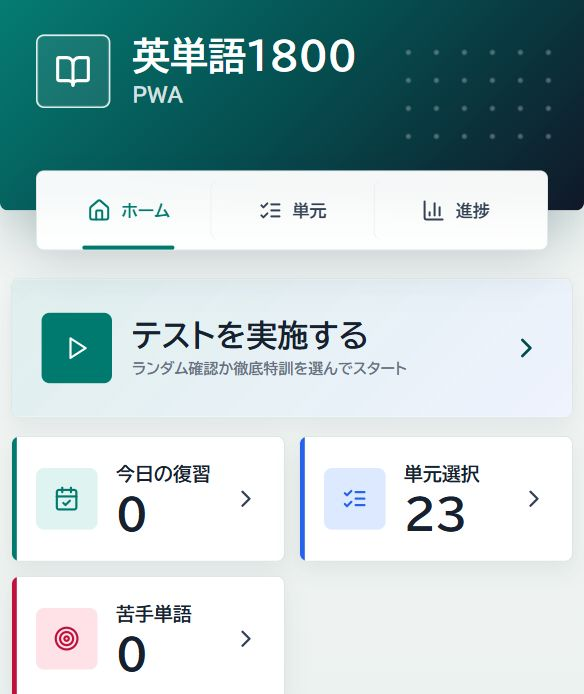 英単語1800
PWA
ホーム
単元
進捗
テストを実施する
ランダム確認か徹底特訓を選んでスタート
今日の復習
0
単元選択
23
苦手単語
0